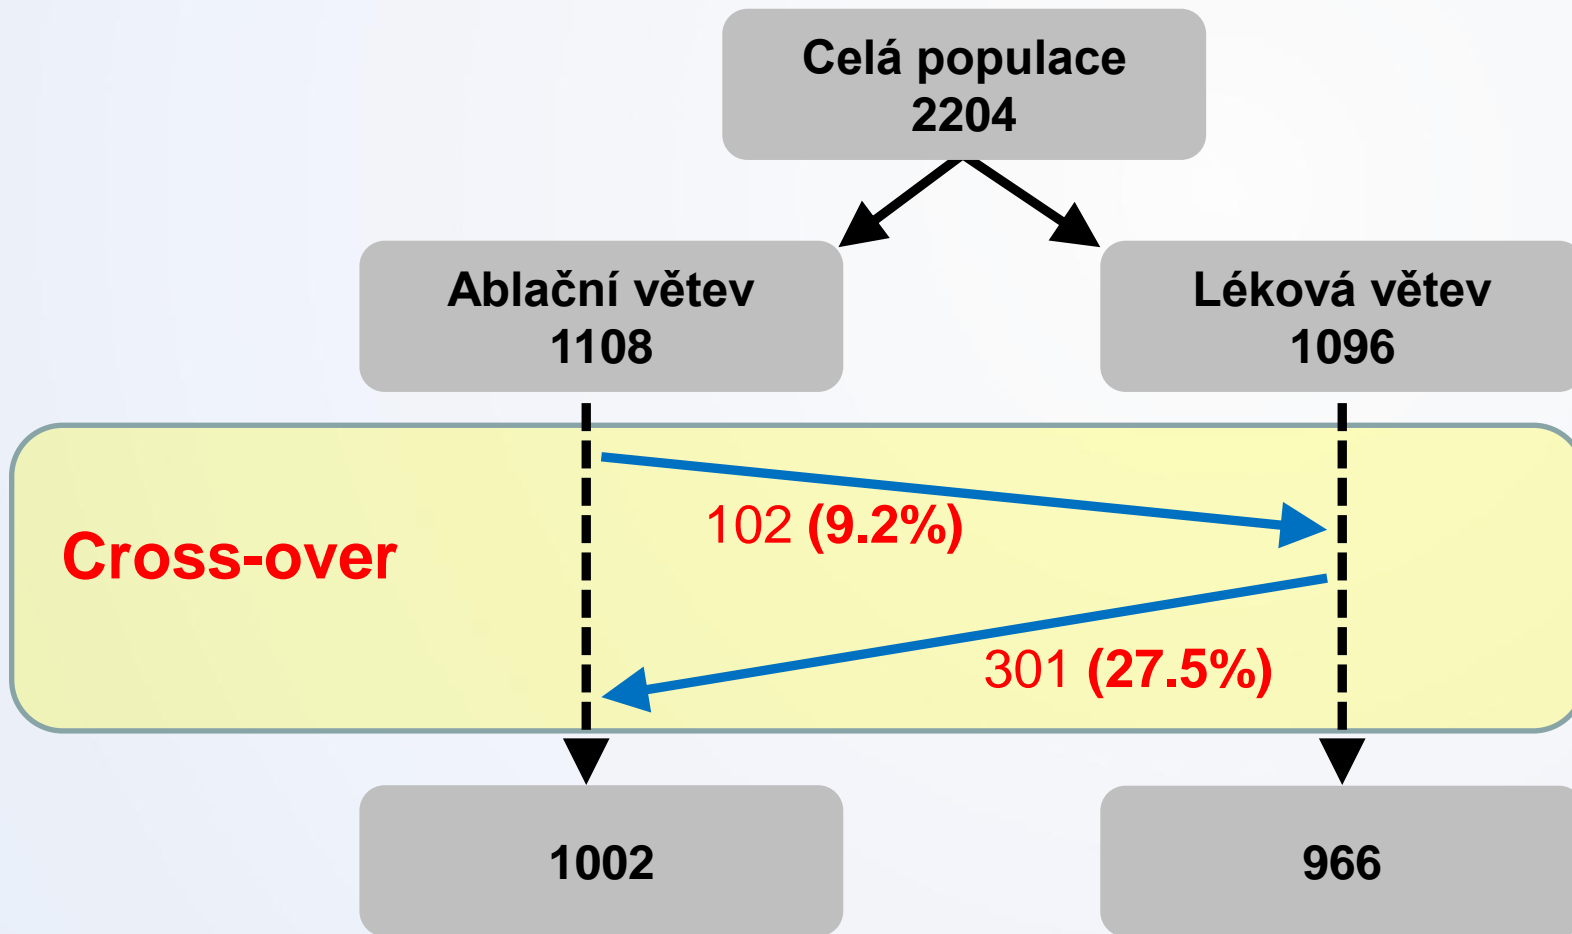 Celá populace
2204
Ablační větev
1108
Léková větev
1096
102 (9.2%)
Cross-over
301 (27.5%)
1002
966